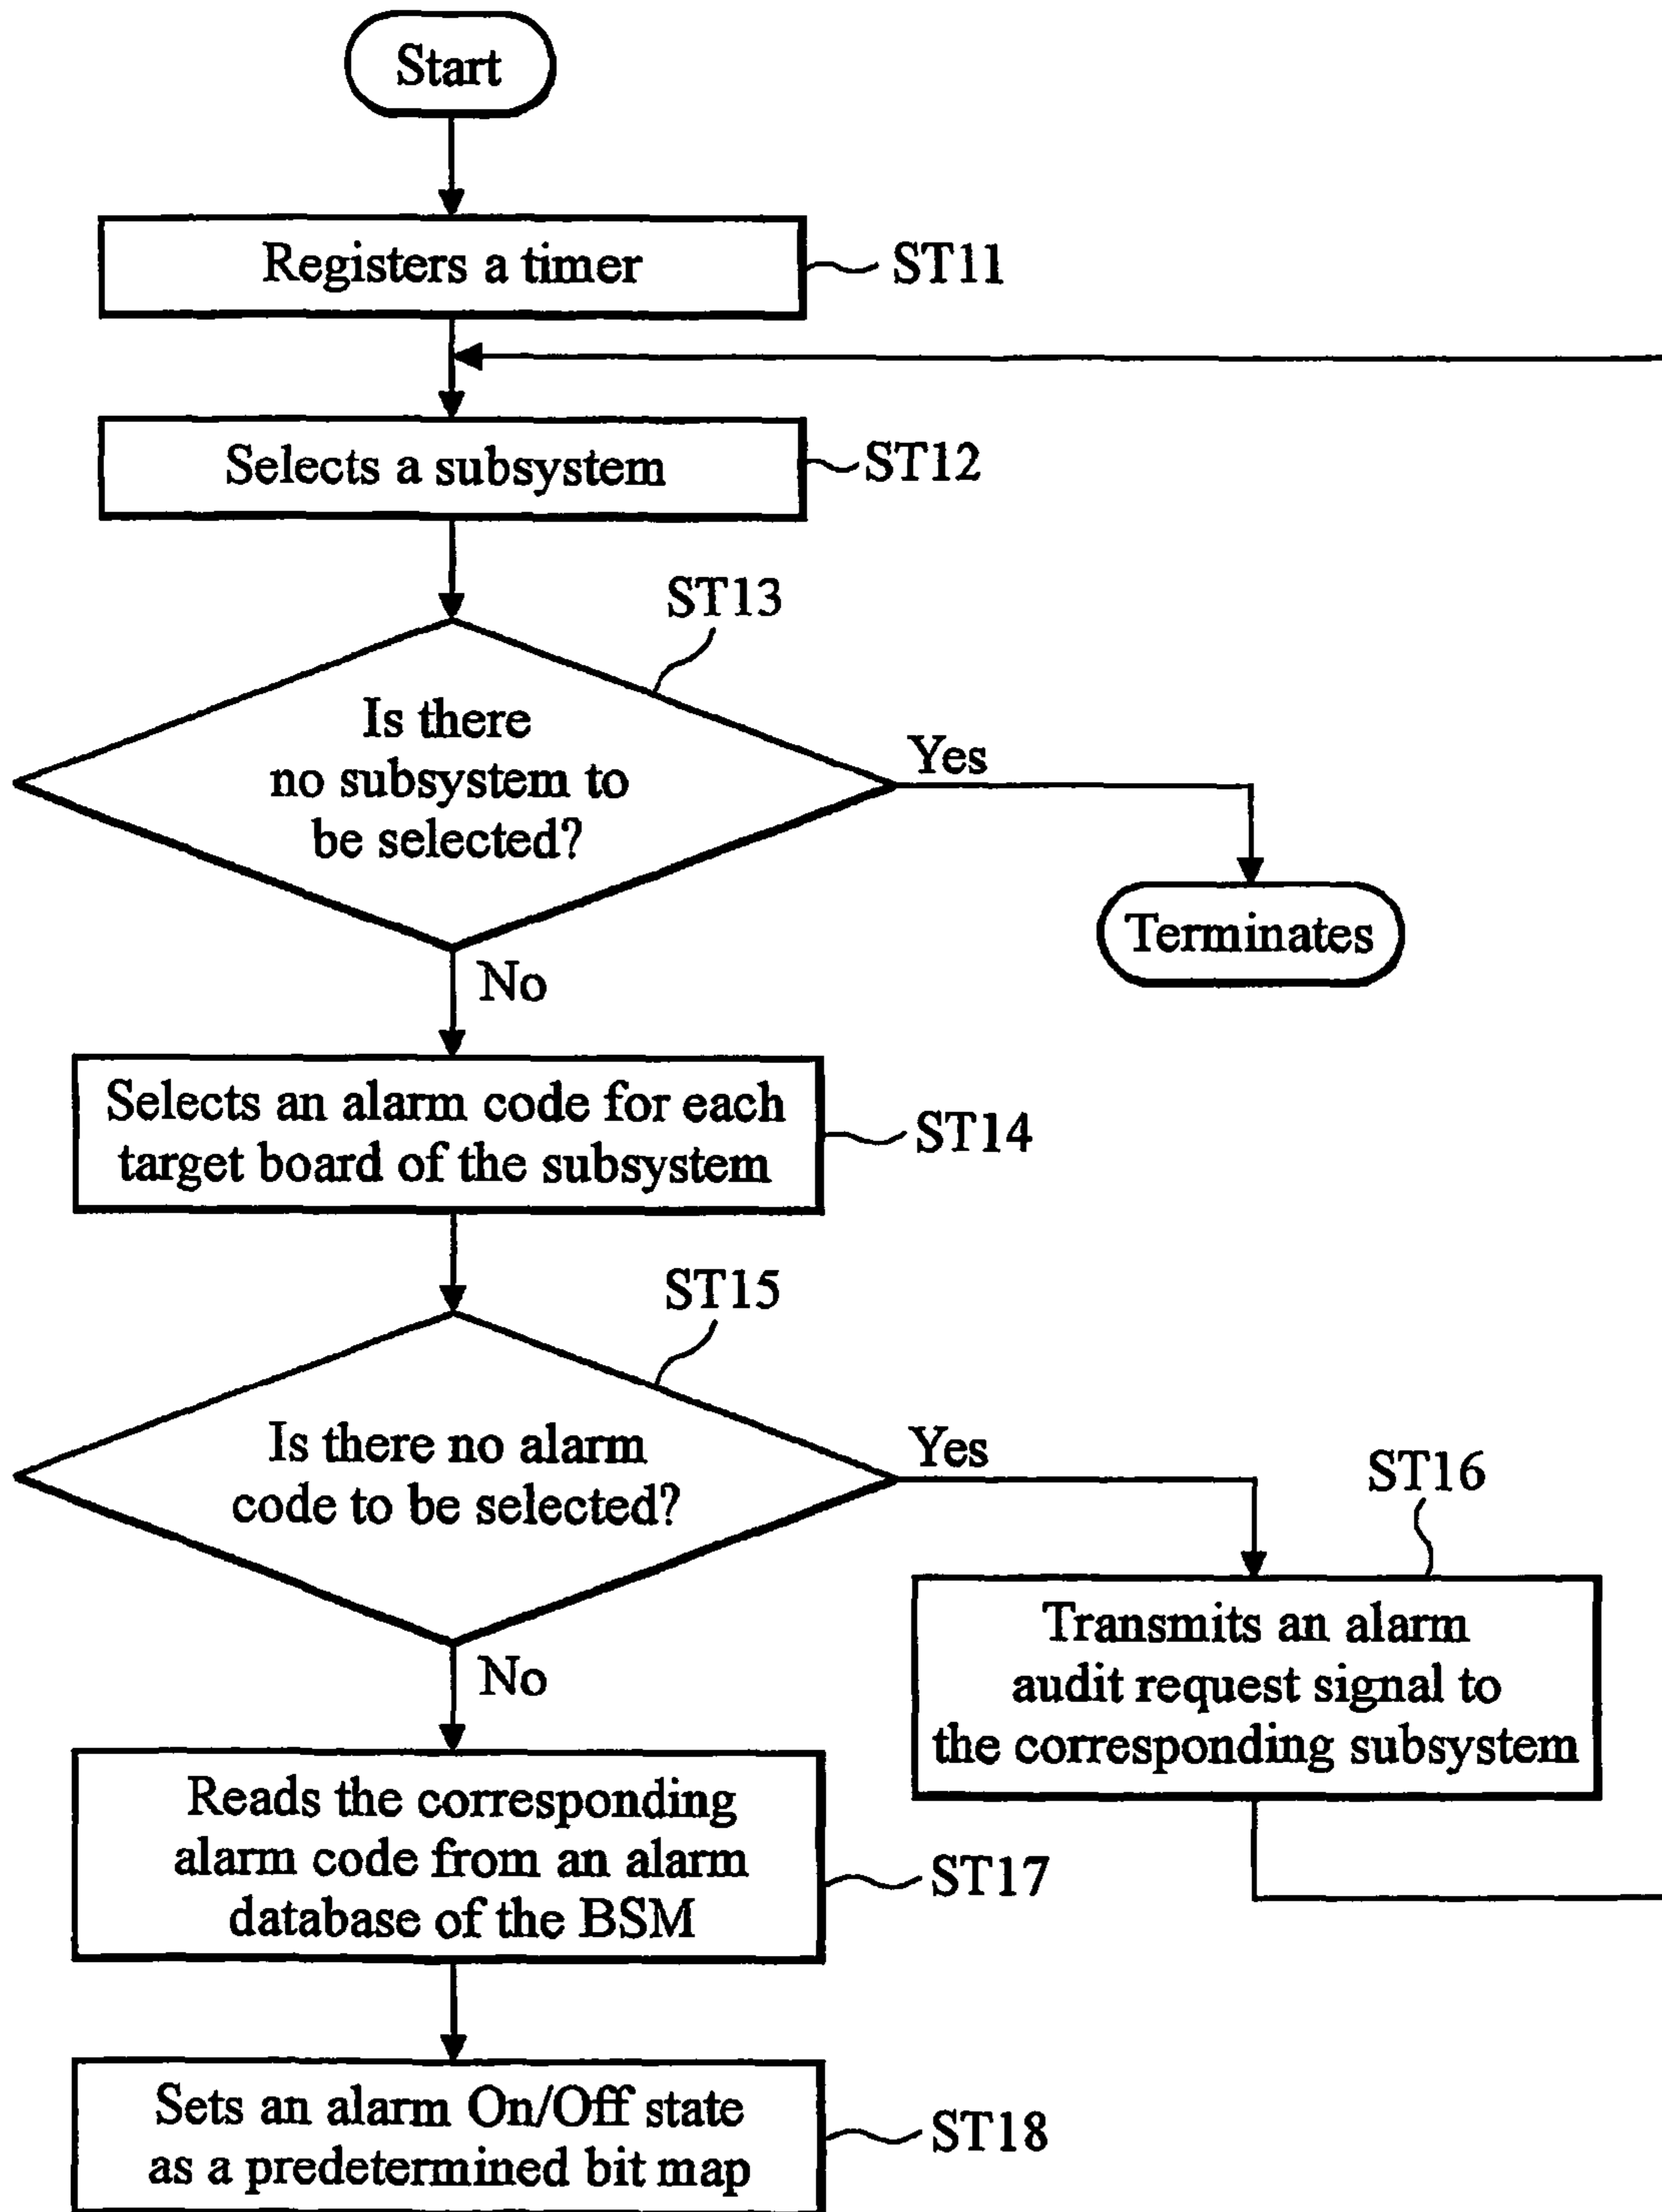 Start
Registers a timer
ST11
Selects a subsystem
ST12
ST13
Is there
no subsystem to
be selected?
Yes
Terminates
No
Selects an alarm code for each
target board of the subsystem
ST14
ST15
Is there no alarm
code to be selected?
Yes
ST16
Transmits an alarm
audit request signal to
the corresponding subsystem
No
Reads the corresponding
alarm code from an alarm
database of the BSM
ST17
Sets an alarm On/Off state
as a predetermined bit map
ST18